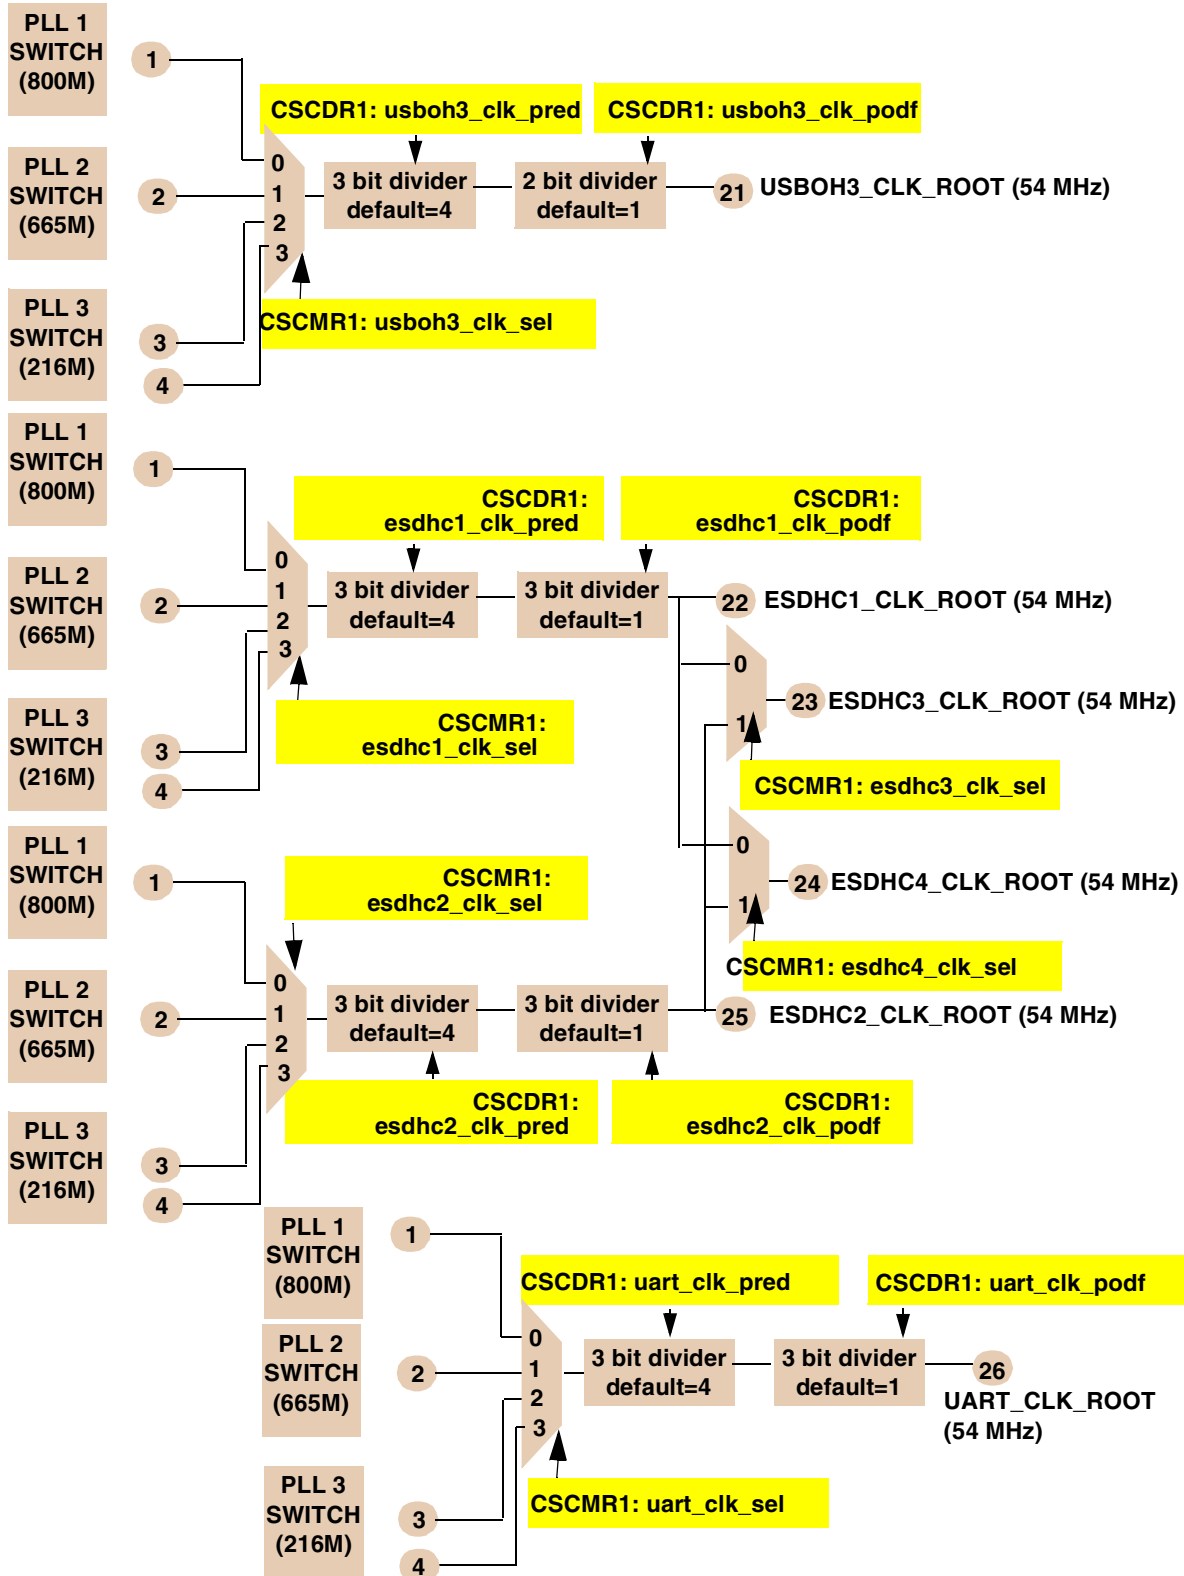 PLL 1
SWITCH
(800M)
1
CSCDR1: usboh3_clk_pred
CSCDR1: usboh3_clk_podf
PLL 2
SWITCH
(665M)
2
0
1
2
3
3 bit divider
default=4
2 bit divider
default=1
21
USBOH3_CLK_ROOT (54 MHz)
PLL 3
SWITCH
(216M)
3
4
CSCMR1: usboh3_clk_sel
PLL 1
SWITCH
(800M)
1
CSCDR1:
esdhc1_clk_pred
CSCDR1:
esdhc1_clk_podf
PLL 2
SWITCH
(665M)
2
0
1
2
3
3 bit divider
default=4
3 bit divider
default=1
22
ESDHC1_CLK_ROOT (54 MHz)
0
1
23
ESDHC3_CLK_ROOT (54 MHz)
PLL 3
SWITCH
(216M)
3
4
CSCMR1:
esdhc1_clk_sel
CSCMR1: esdhc3_clk_sel
PLL 1
SWITCH
(800M)
1
CSCMR1:
esdhc2_clk_sel
0
1
24
ESDHC4_CLK_ROOT (54 MHz)
CSCMR1: esdhc4_clk_sel
PLL 2
SWITCH
(665M)
2
0
1
2
3
3 bit divider
default=4
3 bit divider
default=1
25
ESDHC2_CLK_ROOT (54 MHz)
CSCDR1:
esdhc2_clk_pred
CSCDR1:
esdhc2_clk_podf
PLL 3
SWITCH
(216M)
3
4
PLL 1
SWITCH
(800M)
1
CSCDR1: uart_clk_pred
CSCDR1: uart_clk_podf
PLL 2
SWITCH
(665M)
2
0
1
2
3
3 bit divider
default=4
3 bit divider
default=1
26
UART_CLK_ROOT
(54 MHz)
PLL 3
SWITCH
(216M)
3
4
CSCMR1: uart_clk_sel